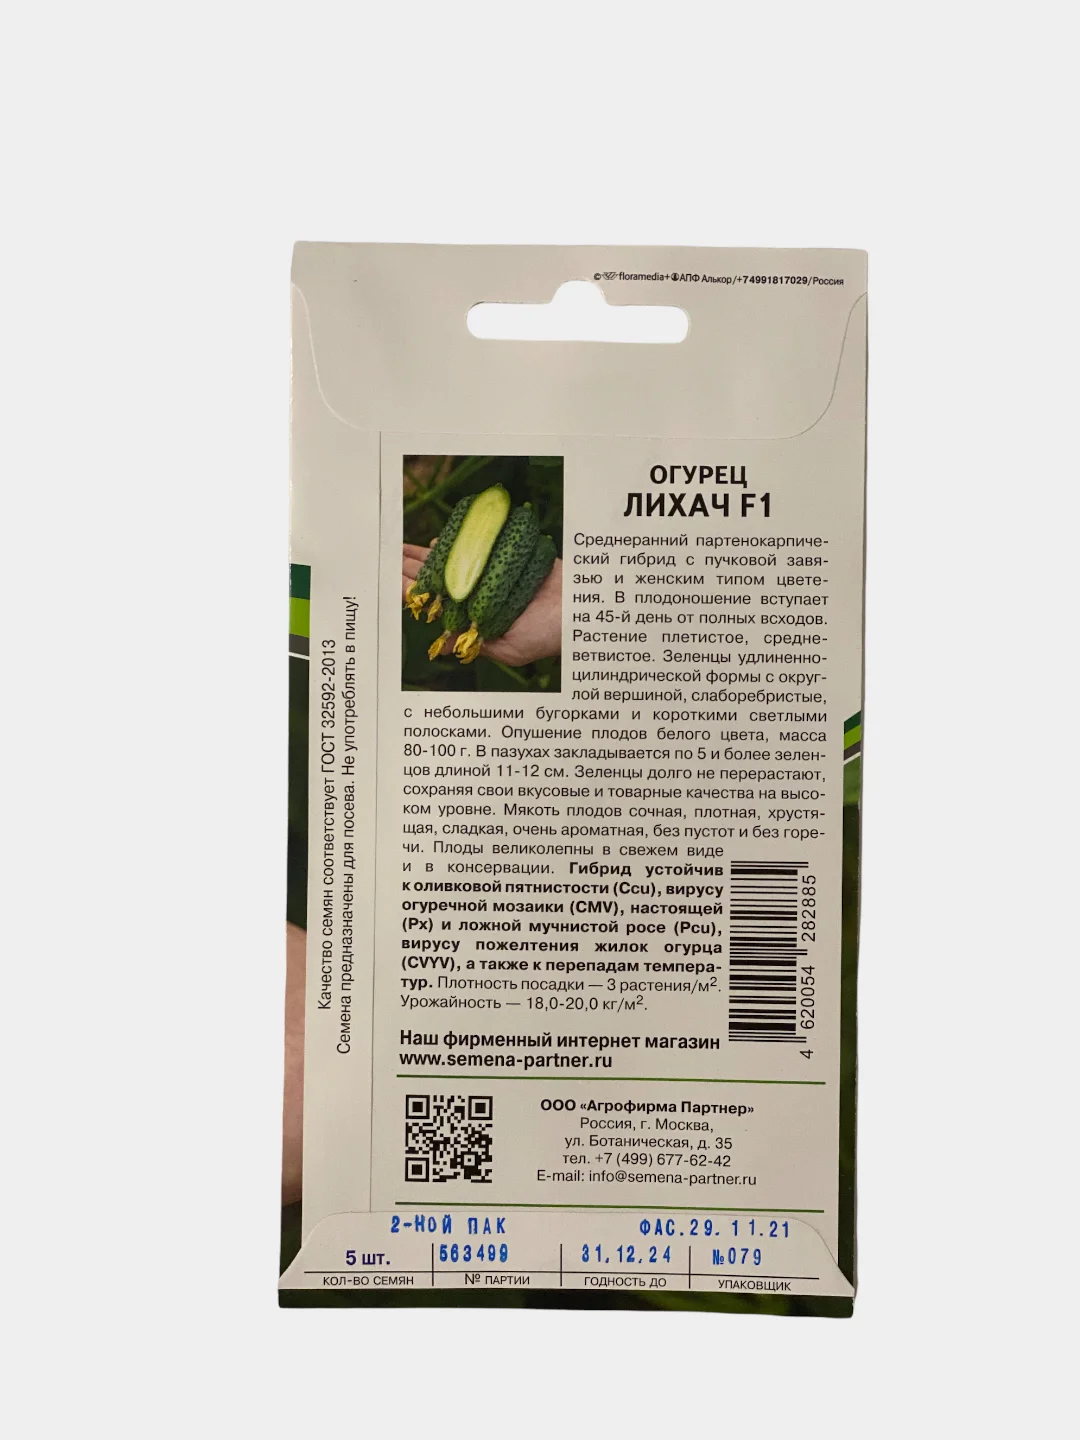 © floramedia+ АПФ Алькор/+74991817029/Россия
ОГУРЕЦ
ЛИХАЧ F1
Среднеранний партенокарпиче-
ский гибрид с пучковой завя-
зью и женским типом цвете-
ния. В плодоношение вступает
на 45-й день от полных всходов.
Растение плетистое, средне-
ветвистое. Зеленцы удлиненно-
цилиндрической формы с округ-
лой вершиной, слаборебристые,
с небольшими бугорками и короткими светлыми
полосками. Опушение плодов белого цвета, масса
80-100 г. В пазухах закладывается по 5 и более зелен-
цов длиной 11-12 см. Зеленцы долго не перерастают,
сохраняя свои вкусовые и товарные качества на высо-
ком уровне. Мякоть плодов сочная, плотная, хрустя-
щая, сладкая, очень ароматная, без пустот и без горе-
чи. Плоды великолепны в свежем виде
и в консервации. Гибрид устойчив
к оливковой пятнистости (Ccu), вирусу
огуречной мозаики (CMV), настоящей
(Px) и ложной мучнистой росе (Pcu),
вирусу пожелтения жилок огурца
(CVYV), а также к перепадам темпера-
тур. Плотность посадки — 3 растения/м².
Урожайность — 18,0-20,0 кг/м².
4 620054 282885
Наш фирменный интернет магазин
www.semena-partner.ru
ООО «Агрофирма Партнер»
Россия, г. Москва,
ул. Ботаническая, д. 35
тел. +7 (499) 677-62-42
E-mail: info@semena-partner.ru
Качество семян соответствует ГОСТ 32592-2013
Семена предназначены для посева. Не употреблять в пищу!
2-НОЙ ПАК ФАС.29.11.21
5 шт. 563499 31.12.24 №079
КОЛ-ВО СЕМЯН № ПАРТИИ ГОДНОСТЬ ДО УПАКОВЩИК